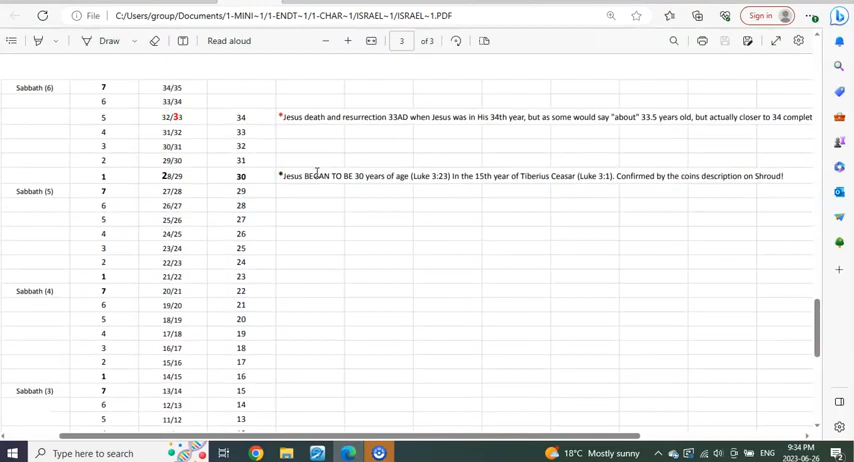 C:/Users/group/Documents/1-MINI~1/1-ENDT~1/1-CHAR~1/ISRAEL~1/ISRAEL~1.PDF
Sign in
Draw
Read aloud
3 of 3
Sabbath (6) 7 34/35
6 33/34
5 32/33 34 *Jesus death and resurrection 33AD when Jesus was in His 34th year, but as some would say "about" 33.5 years old, but actually closer to 34 complet
4 31/32 33
3 30/31 32
2 29/30 31
1 28/29 30 *Jesus BEGAN TO BE 30 years of age (Luke 3:23) In the 15th year of Tiberius Ceasar (Luke 3:1). Confirmed by the coins description on Shroud!
Sabbath (5) 7 27/28 29
6 26/27 28
5 25/26 27
4 24/25 26
3 23/24 25
2 22/23 24
1 21/22 23
Sabbath (4) 7 20/21 22
6 19/20 21
5 18/19 20
4 17/18 19
3 16/17 18
2 15/16 17
1 14/15 16
Sabbath (3) 7 13/14 15
6 12/13 14
5 11/12 13
Type here to search
18°C Mostly sunny
ENG
9:34 PM
2023-06-26